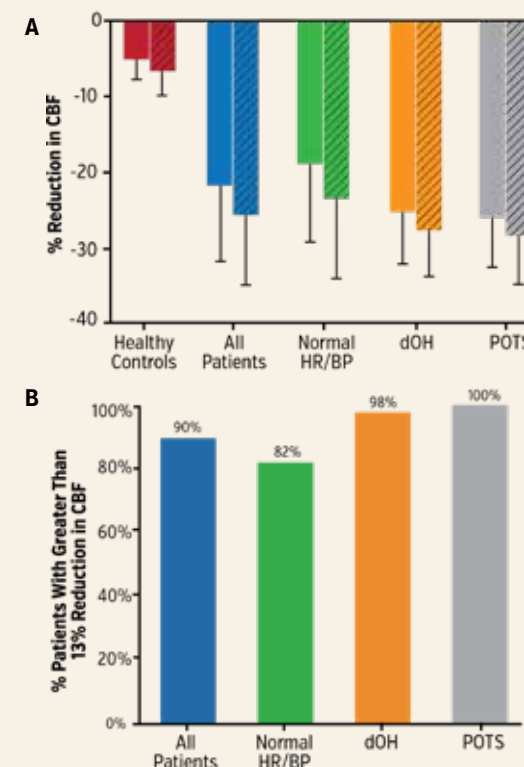 A
% Reduction in CBF
0
-10
-20
-30
-40
Healthy
Controls
All
Patients
Normal
HR/BP
dOH
POTS
B
% Patients With Greater Than
13% Reduction in CBF
100%
80%
60%
40%
20%
0%
90%
82%
98%
100%
All
Patients
Normal
HR/BP
dOH
POTS